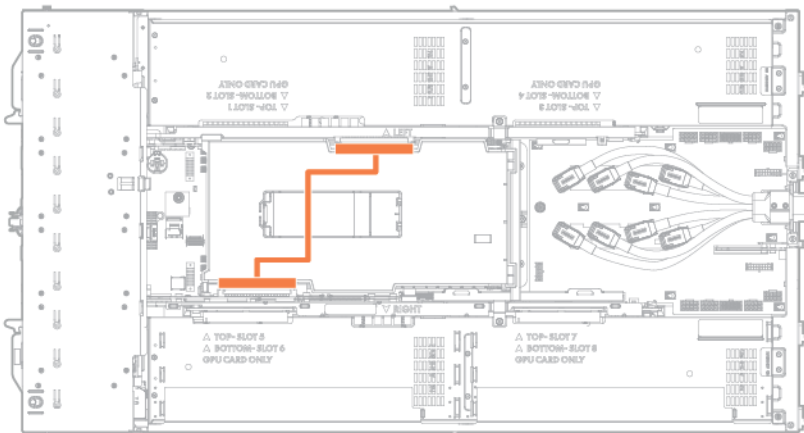 TOP- SLOT 1
BOTTOM- SLOT 2
GPU CARD ONLY
TOP- SLOT 3
BOTTOM- SLOT 4
GPU CARD ONLY
LEFT
RIGHT
△ TOP- SLOT 5
△ BOTTOM- SLOT 6
GPU CARD ONLY
△ TOP- SLOT 7
△ BOTTOM- SLOT 8
GPU CARD ONLY